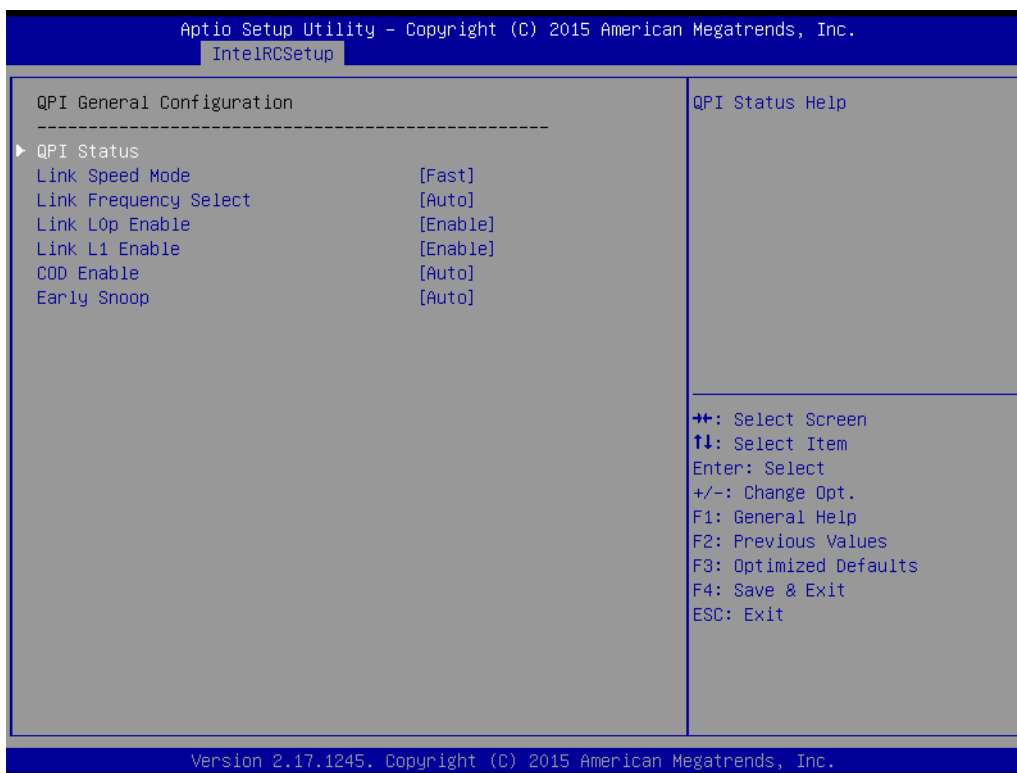 Aptio Setup Utility – Copyright (C) 2015 American Megatrends, Inc.
IntelRCSetup
QPI General Configuration
--------------------------------------------------
QPI Status
Link Speed Mode [Fast]
Link Frequency Select [Auto]
Link L0p Enable [Enable]
Link L1 Enable [Enable]
COD Enable [Auto]
Early Snoop [Auto]
QPI Status Help
→←: Select Screen
↑↓: Select Item
Enter: Select
+/-: Change Opt.
F1: General Help
F2: Previous Values
F3: Optimized Defaults
F4: Save & Exit
ESC: Exit
Version 2.17.1245. Copyright (C) 2015 American Megatrends, Inc.